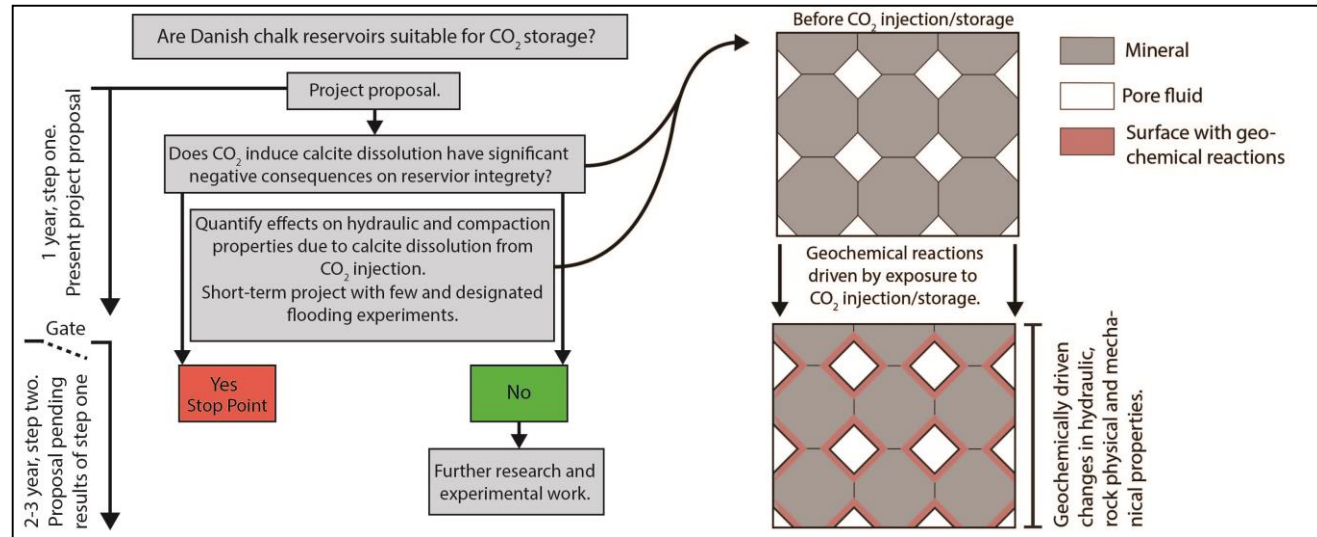 Are Danish chalk reservoirs suitable for CO₂ storage?
Project proposal.
1 year, step one.
Present project proposal
Does CO₂ induce calcite dissolution have significant
negative consequences on reservior integrety?
Quantify effects on hydraulic and compaction
properties due to calcite dissolution from
CO₂ injection.
Short-term project with few and designated
flooding experiments.
Gate
2-3 year, step two.
Proposal pending
results of step one
Yes
Stop Point
No
Further research and
experimental work.
Before CO₂ injection/storage
Mineral
Pore fluid
Surface with geo-
chemical reactions
Geochemical reactions
driven by exposure to
CO₂ injection/storage.
Geochemically driven
changes in hydraulic,
rock physical and mecha-
nical properties.